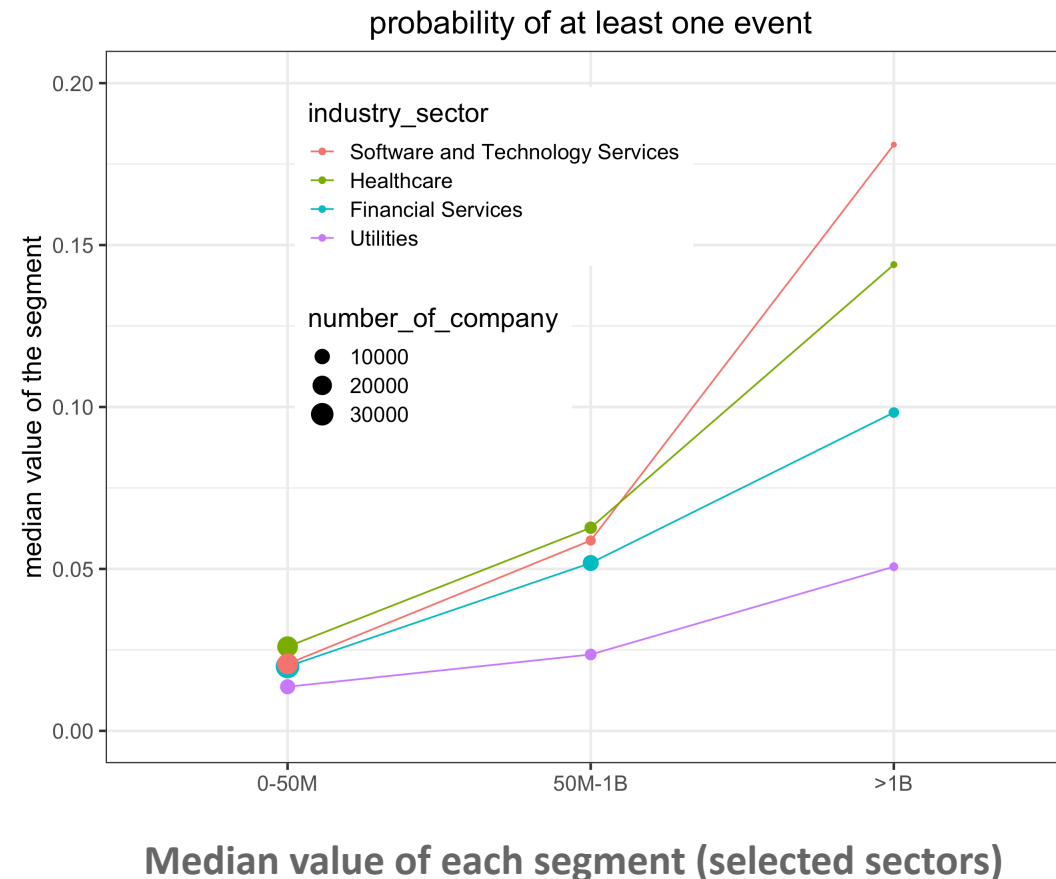 probability of at least one event
median value of the segment
0.20
0.15
0.10
0.05
0.00
industry_sector
Software and Technology Services
Healthcare
Financial Services
Utilities
number_of_company
10000
20000
30000
0-50M
50M-1B
>1B
Median value of each segment (selected sectors)